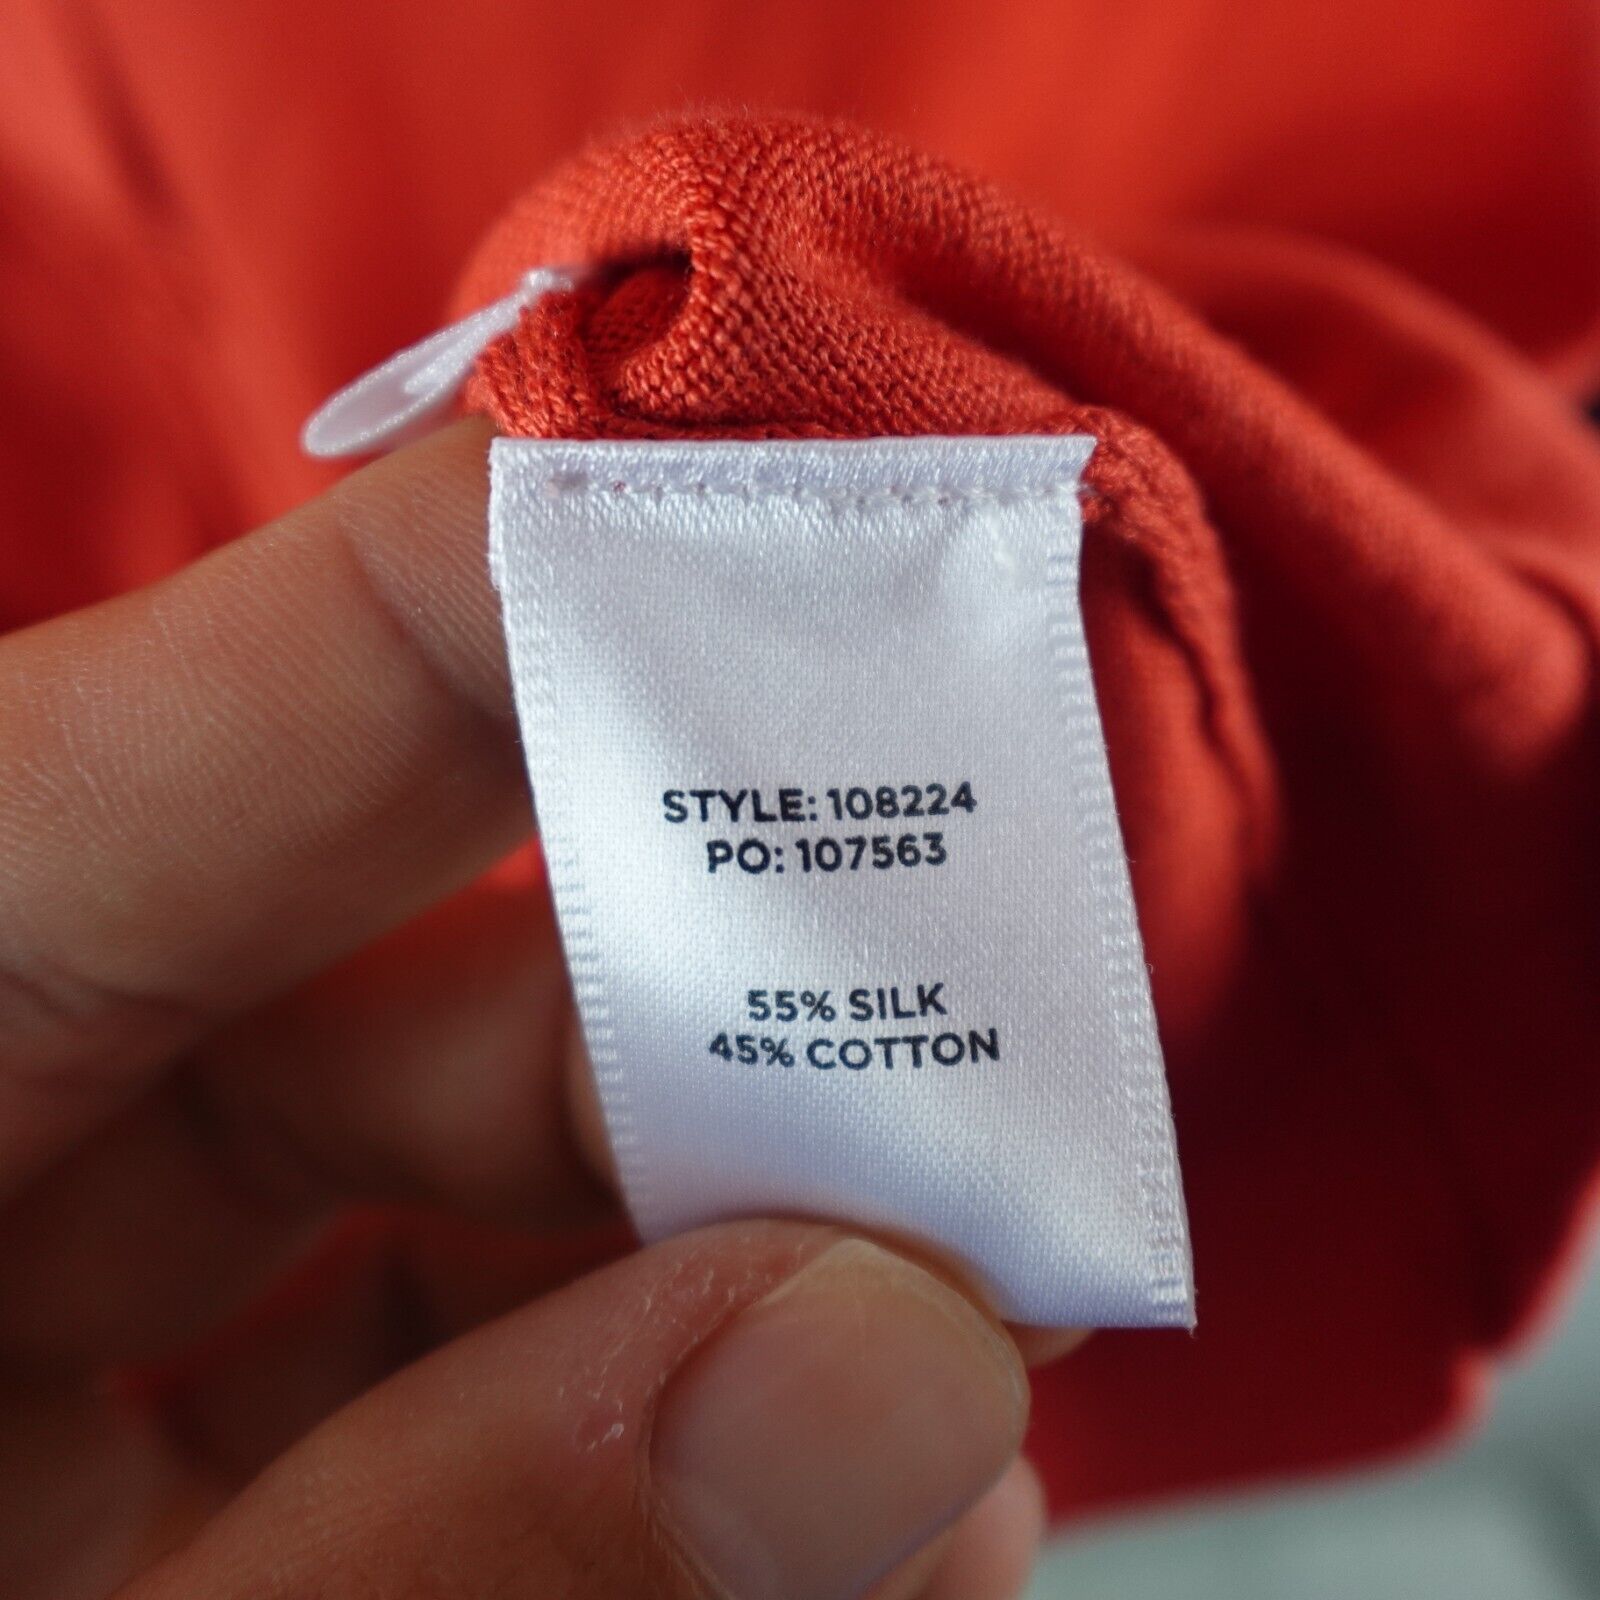 STYLE: 108224
PO: 107563
55% SILK
45% COTTON